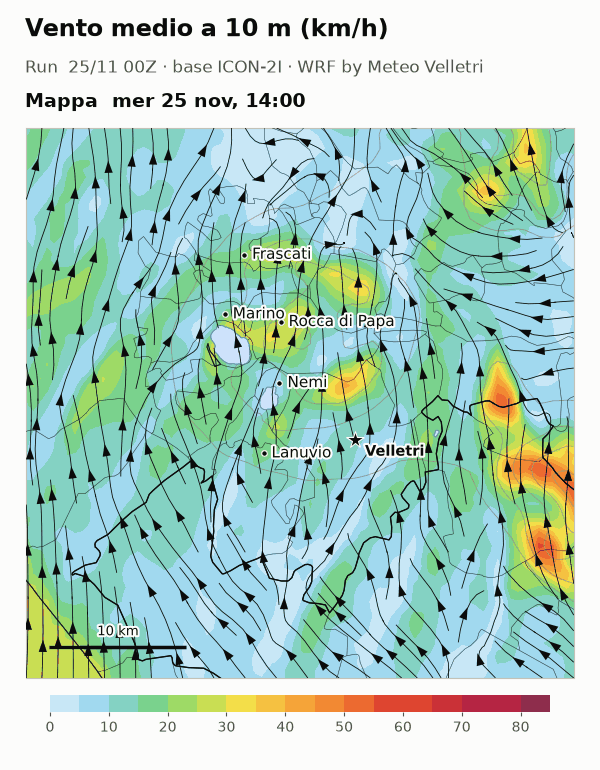 Vento medio a 10 m (km/h)
Run 25/11 00Z · base ICON-2I · WRF by Meteo Velletri
Mappa mer 25 nov, 14:00
Frascati
Marino
Rocca di Papa
Nemi
Velletri
Lanuvio
10 km
0 10 20 30 40 50 60 70 80